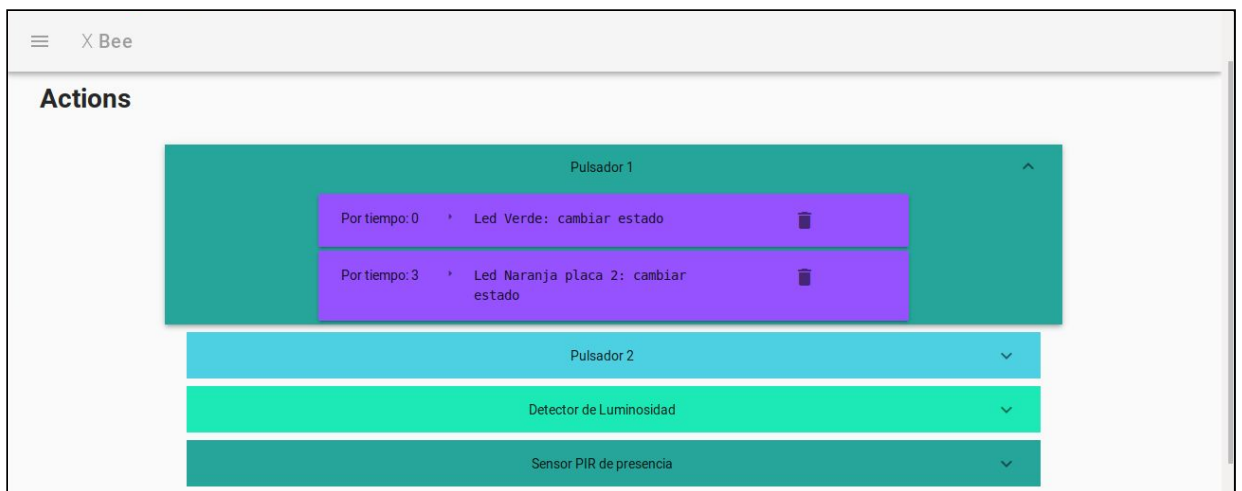 X Bee
Actions
Pulsador 1
Por tiempo: 0 Led Verde: cambiar estado
Por tiempo: 3 Led Naranja placa 2: cambiar
estado
Pulsador 2
Detector de Luminosidad
Sensor PIR de presencia